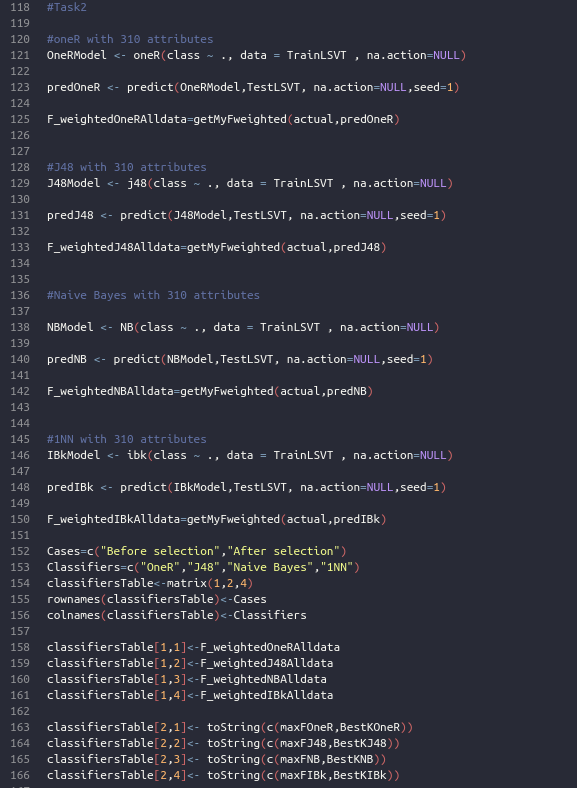 118 #Task2
119
120 #oneR with 310 attributes
121 OneRModel <- oneR(class ~ ., data = TrainLSVT , na.action=NULL)
122
123 predOneR <- predict(OneRModel,TestLSVT, na.action=NULL,seed=1)
124
125 F_weightedOneRAlldata=getMyFweighted(actual,predOneR)
126
127
128 #J48 with 310 attributes
129 J48Model <- j48(class ~ ., data = TrainLSVT , na.action=NULL)
130
131 predJ48 <- predict(J48Model,TestLSVT, na.action=NULL,seed=1)
132
133 F_weightedJ48Alldata=getMyFweighted(actual,predJ48)
134
135
136 #Naive Bayes with 310 attributes
137
138 NBModel <- NB(class ~ ., data = TrainLSVT , na.action=NULL)
139
140 predNB <- predict(NBModel,TestLSVT, na.action=NULL,seed=1)
141
142 F_weightedNBAlldata=getMyFweighted(actual,predNB)
143
144
145 #1NN with 310 attributes
146 IBkModel <- ibk(class ~ ., data = TrainLSVT , na.action=NULL)
147
148 predIBk <- predict(IBkModel,TestLSVT, na.action=NULL,seed=1)
149
150 F_weightedIBkAlldata=getMyFweighted(actual,predIBk)
151
152 Cases=c("Before selection","After selection")
153 Classifiers=c("OneR","J48","Naive Bayes","1NN")
154 classifiersTable<-matrix(1,2,4)
155 rownames(classifiersTable)<-Cases
156 colnames(classifiersTable)<-Classifiers
157
158 classifiersTable[1,1]<-F_weightedOneRAlldata
159 classifiersTable[1,2]<-F_weightedJ48Alldata
160 classifiersTable[1,3]<-F_weightedNBAlldata
161 classifiersTable[1,4]<-F_weightedIBkAlldata
162
163 classifiersTable[2,1]<- toString(c(maxFOneR,BestKOneR))
164 classifiersTable[2,2]<- toString(c(maxFJ48,BestKJ48))
165 classifiersTable[2,3]<- toString(c(maxFNB,BestKNB))
166 classifiersTable[2,4]<- toString(c(maxFIBk,BestKIBk))